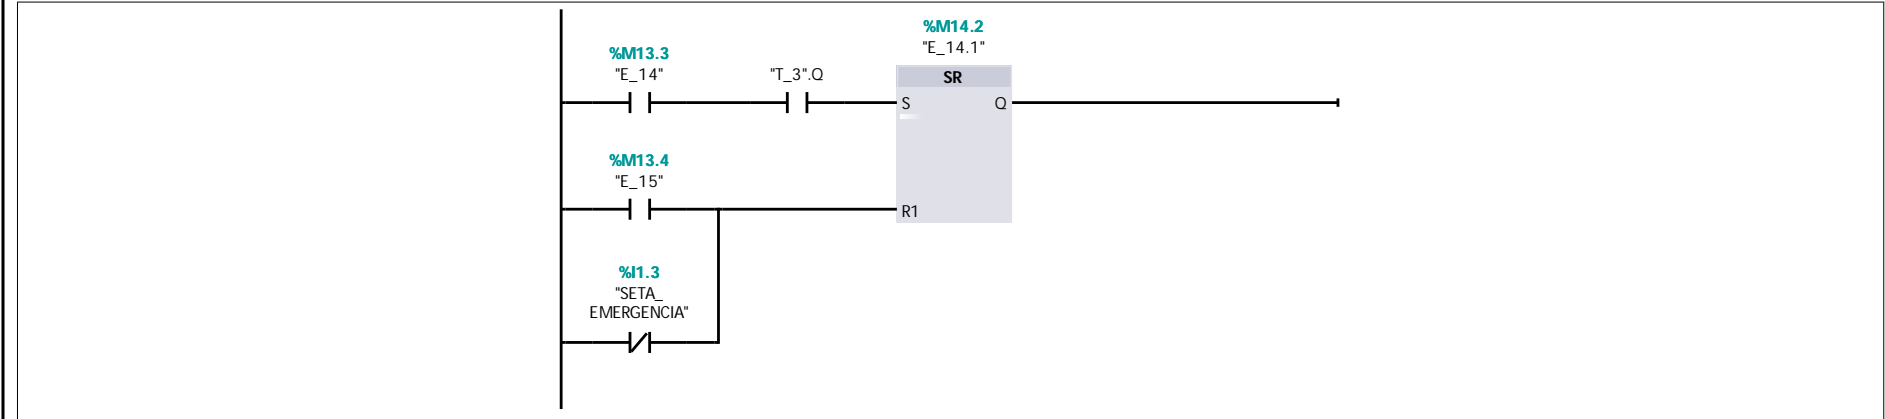 %M14.2
"E_14.1"
%M13.3
"E_14"
"T_3".Q
SR
S
Q
%M13.4
"E_15"
R1
%I1.3
"SETA_
EMERGENCIA"